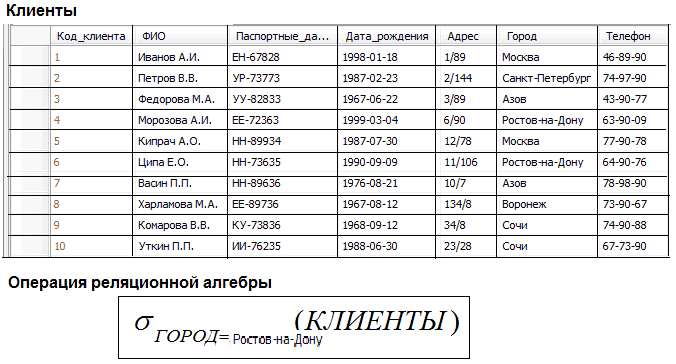 Клиенты
Код_клиента ФИО Паспортные_да... Дата_рождения Адрес Город Телефон
1 Иванов А.И. ЕН-67828 1998-01-18 1/89 Москва 46-89-90
2 Петров В.В. УР-73773 1987-02-23 2/144 Санкт-Петербург 74-97-90
3 Федорова М.А. УУ-82833 1967-06-22 3/89 Азов 43-90-77
4 Морозова А.И. ЕЕ-72363 1999-03-04 6/90 Ростов-на-Дону 63-90-09
5 Кипрач А.О. НН-89934 1987-07-30 12/78 Москва 77-90-78
6 Ципа Е.О. НН-73635 1990-09-09 11/106 Ростов-на-Дону 64-90-76
7 Васин П.П. НН-89636 1976-08-21 10/7 Азов 78-98-90
8 Харламова М.А. ЕЕ-89736 1967-08-12 134/8 Воронеж 73-90-67
9 Комарова В.В. КУ-73836 1968-09-12 34/8 Сочи 74-90-88
10 Уткин П.П. ИИ-76235 1988-06-30 23/28 Сочи 67-73-90
Операция реляционной алгебры
σ ГОРОД= Ростов-на-Дону (КЛИЕНТЫ)